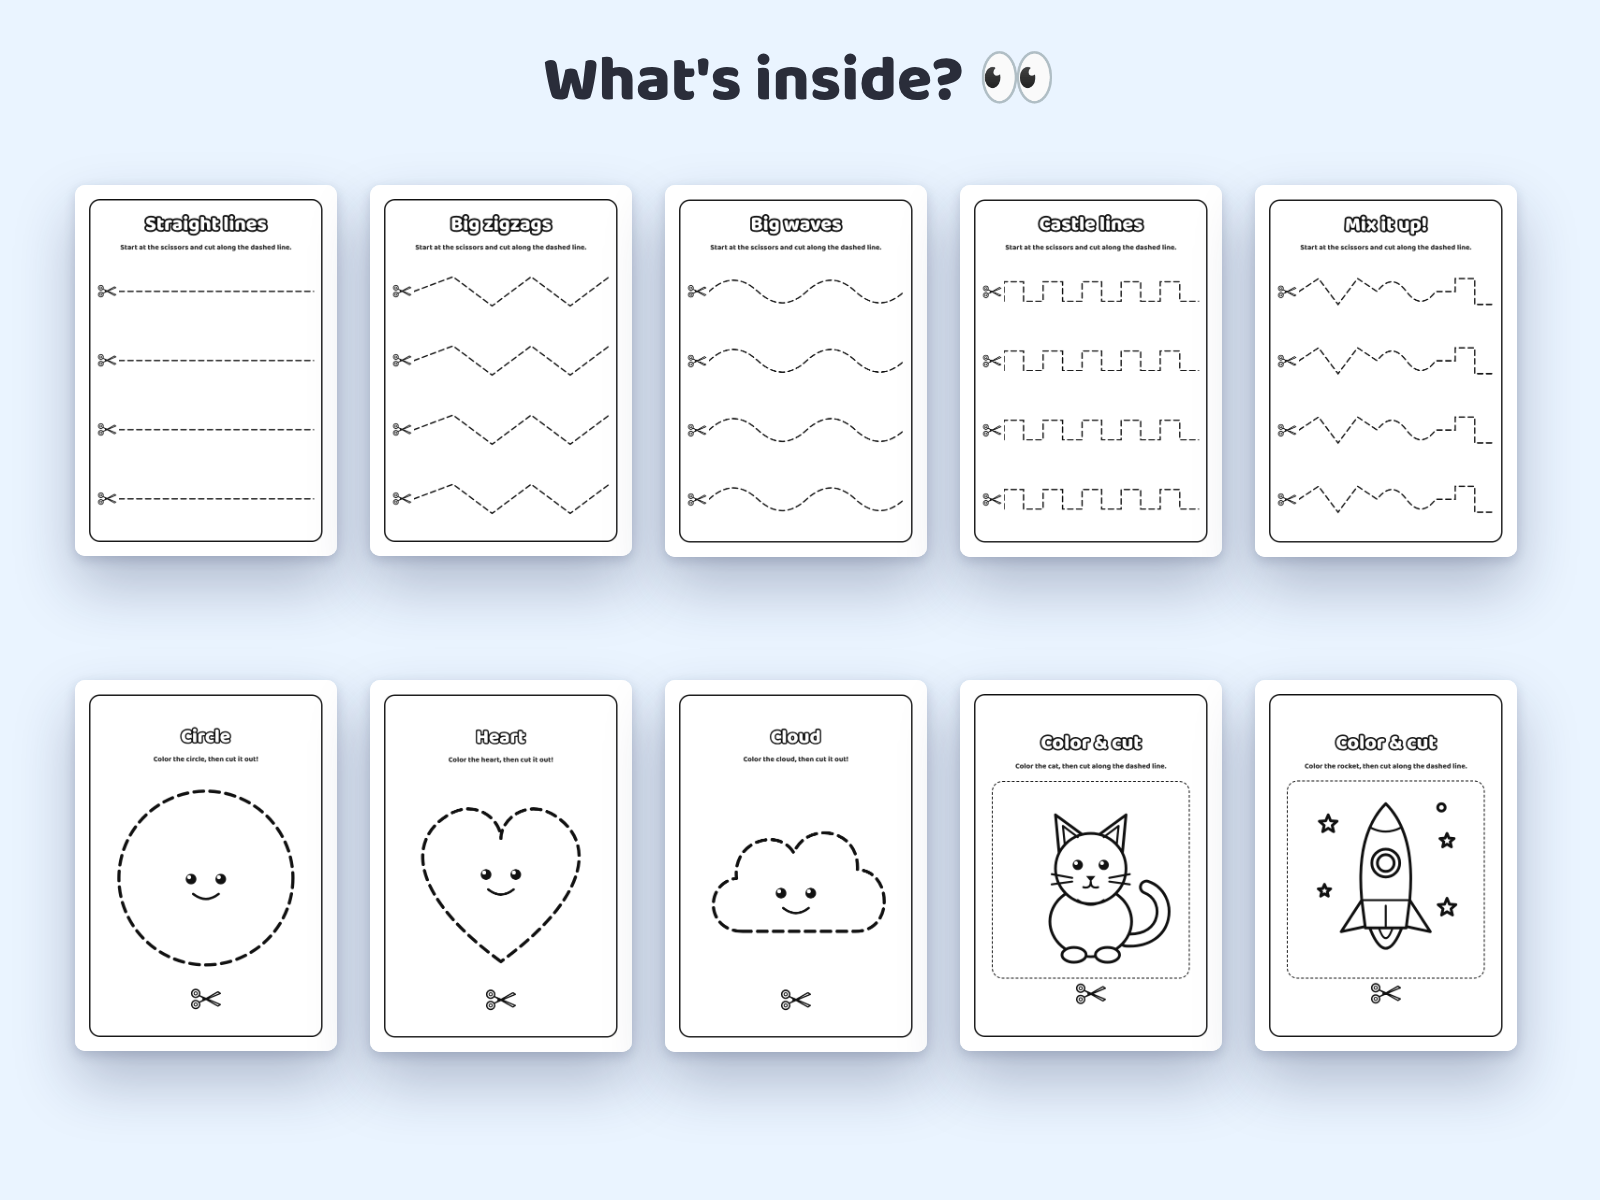 What's inside? 👀
Straight lines
Start at the scissors and cut along the dashed line.
Big zigzags
Start at the scissors and cut along the dashed line.
Big waves
Start at the scissors and cut along the dashed line.
Castle lines
Start at the scissors and cut along the dashed line.
Mix it up!
Start at the scissors and cut along the dashed line.
Circle
Color the circle, then cut it out!
Heart
Color the heart, then cut it out!
Cloud
Color the cloud, then cut it out!
Color & cut
Color the cat, then cut along the dashed line.
Color & cut
Color the rocket, then cut along the dashed line.